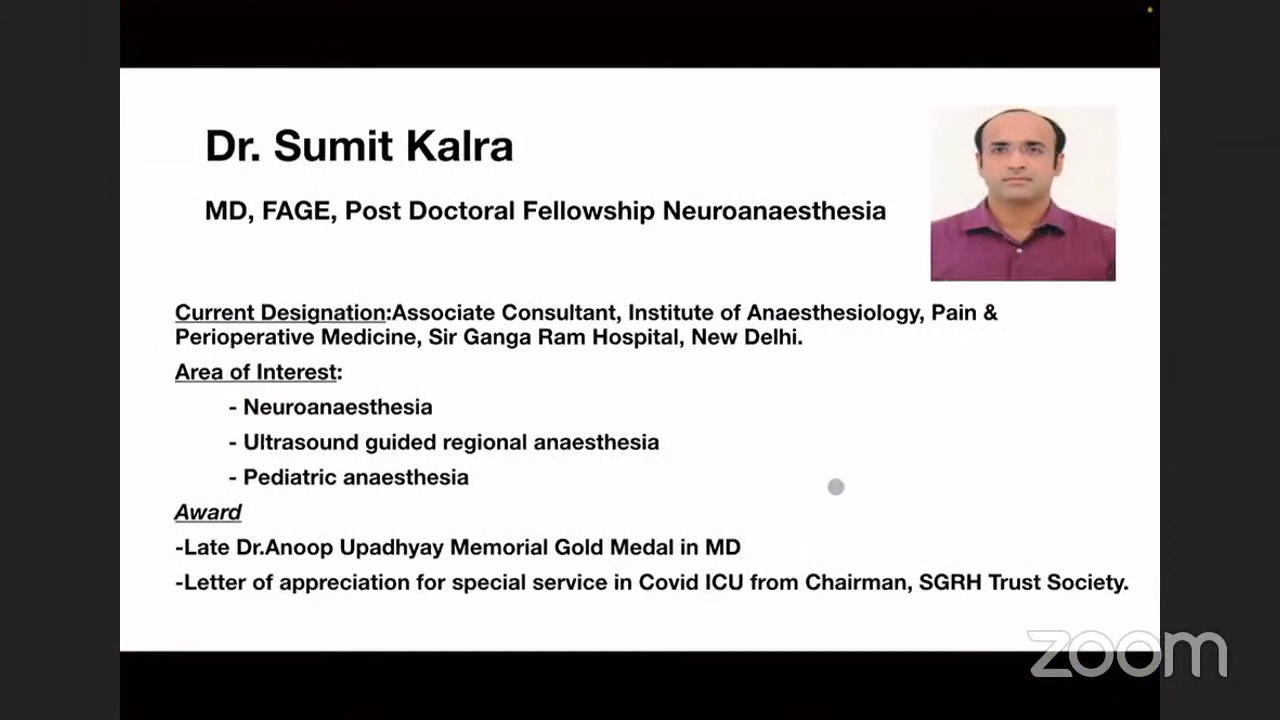 Dr. Sumit Kalra
MD, FAGE, Post Doctoral Fellowship Neuroanaesthesia
Current Designation:Associate Consultant, Institute of Anaesthesiology, Pain &
Perioperative Medicine, Sir Ganga Ram Hospital, New Delhi.
Area of Interest:
- Neuroanaesthesia
- Ultrasound guided regional anaesthesia
- Pediatric anaesthesia
Award
-Late Dr.Anoop Upadhyay Memorial Gold Medal in MD
-Letter of appreciation for special service in Covid ICU from Chairman, SGRH Trust Society.
zoom